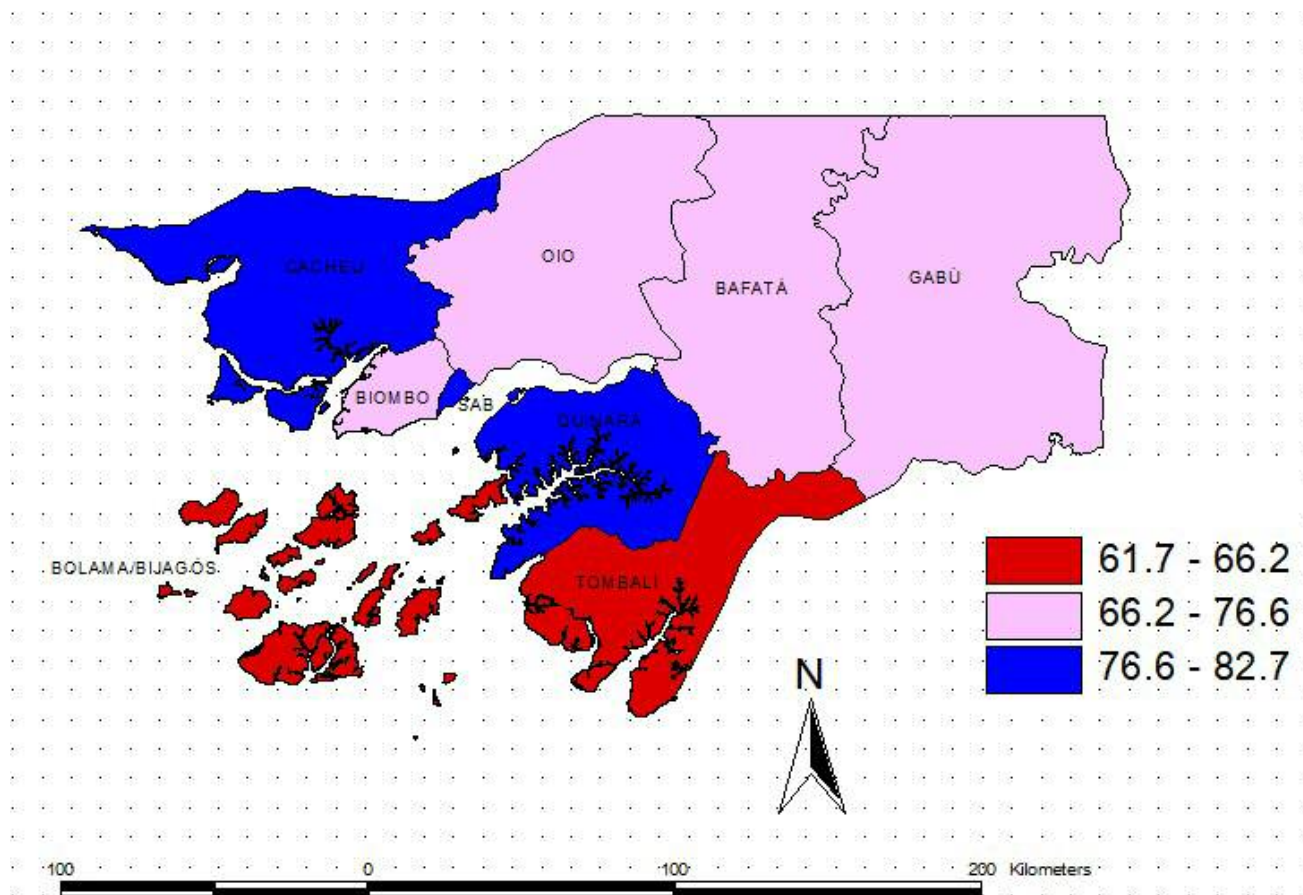 CACHEU
OIO
BAFATÁ
GABÙ
BIOMBO
SAB
QUINARA
BOLAMA/BIJAGÓS
TOMBALI
61.7 - 66.2
66.2 - 76.6
76.6 - 82.7
N
100 0 100 200 Kilometers